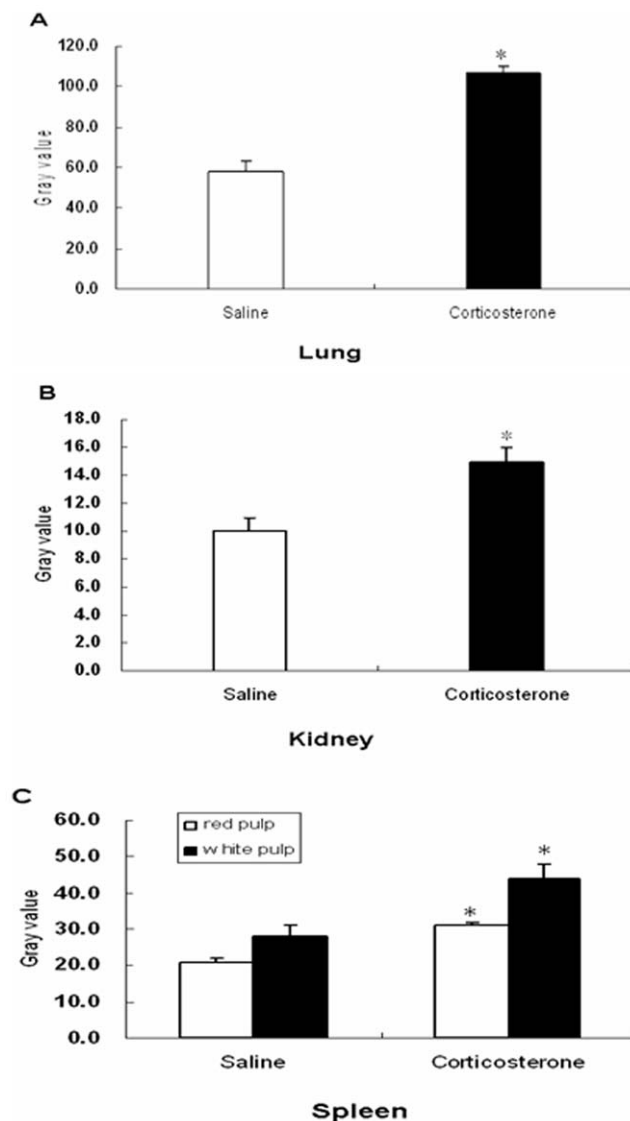 A
120.0
100.0
80.0
60.0
40.0
20.0
0.0
Gray value
*
Saline Corticosterone
Lung
B
18.0
16.0
14.0
12.0
10.0
8.0
6.0
4.0
2.0
0.0
Gray value
*
Saline Corticosterone
Kidney
C
60.0
50.0
40.0
30.0
20.0
10.0
0.0
Gray value
red pulp
w hite pulp
*
*
Saline Corticosterone
Spleen